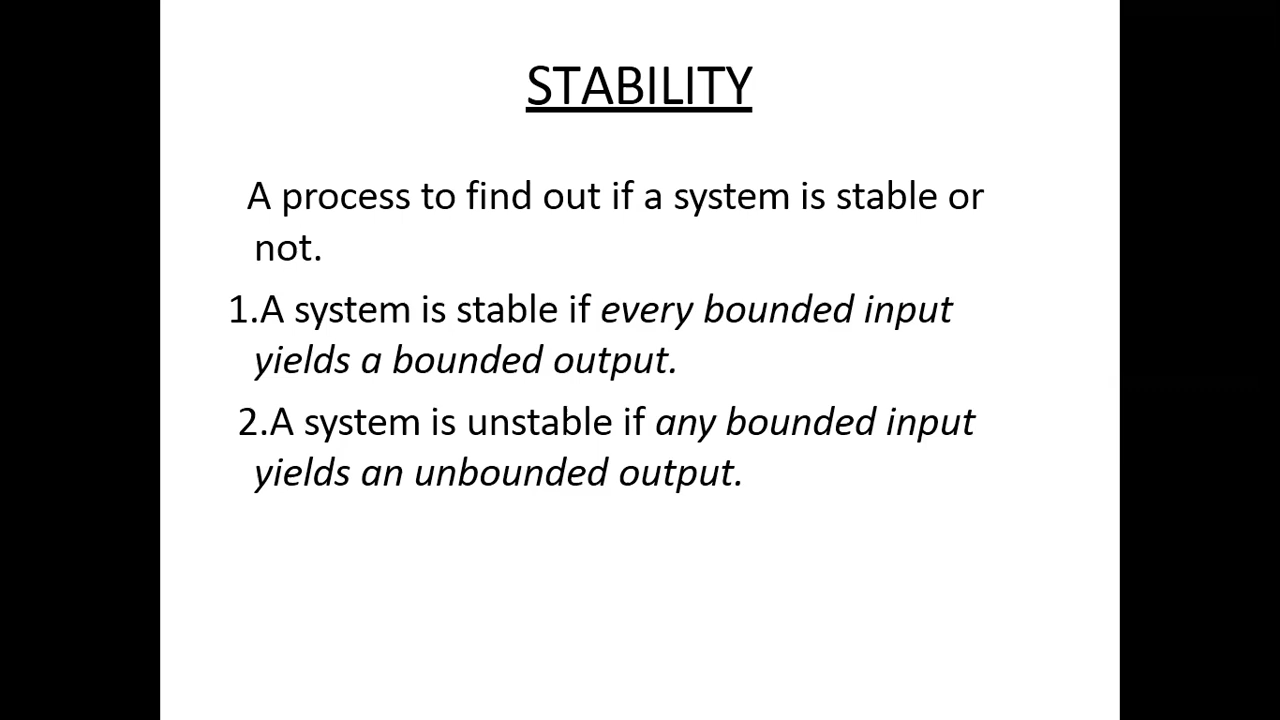 STABILITY
A process to find out if a system is stable or
not.
1.A system is stable if every bounded input
yields a bounded output.
2.A system is unstable if any bounded input
yields an unbounded output.